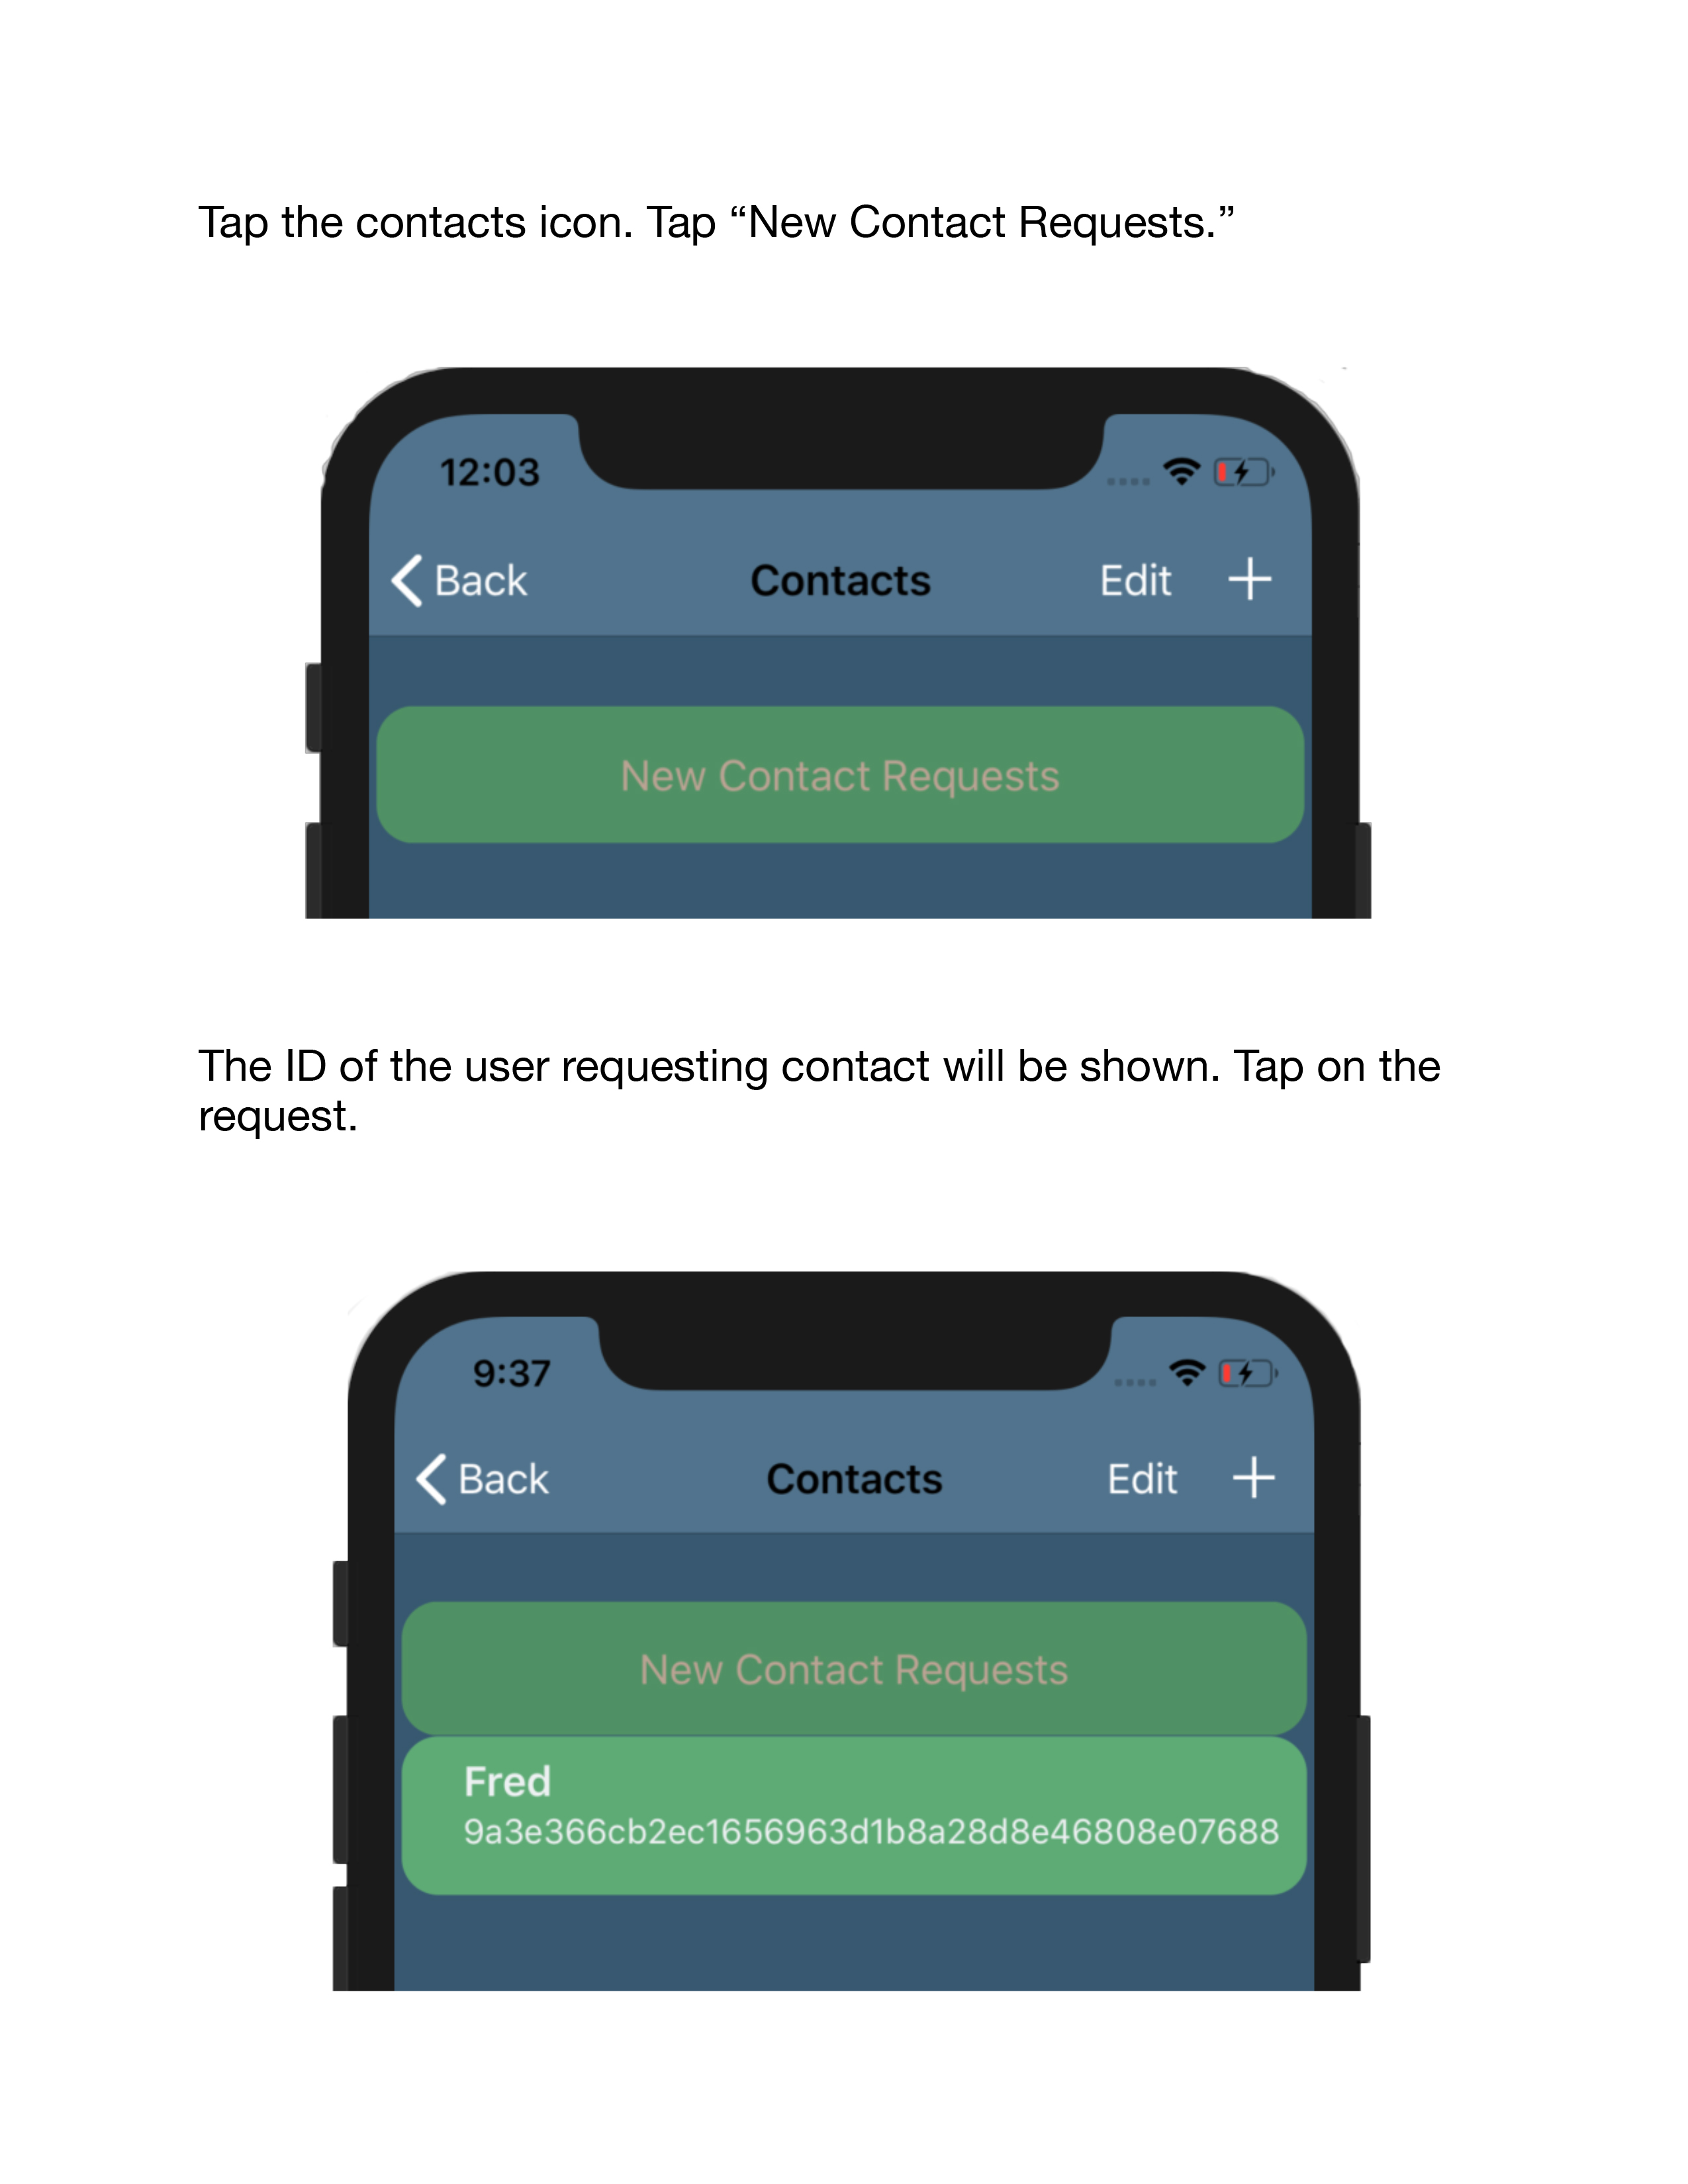 Tap the contacts icon. Tap “New Contact Requests.”
12:03
Back Contacts Edit +
New Contact Requests
The ID of the user requesting contact will be shown. Tap on the
request.
9:37
Back Contacts Edit +
New Contact Requests
Fred
9a3e366cb2ec1656963d1b8a28d8e46808e07688